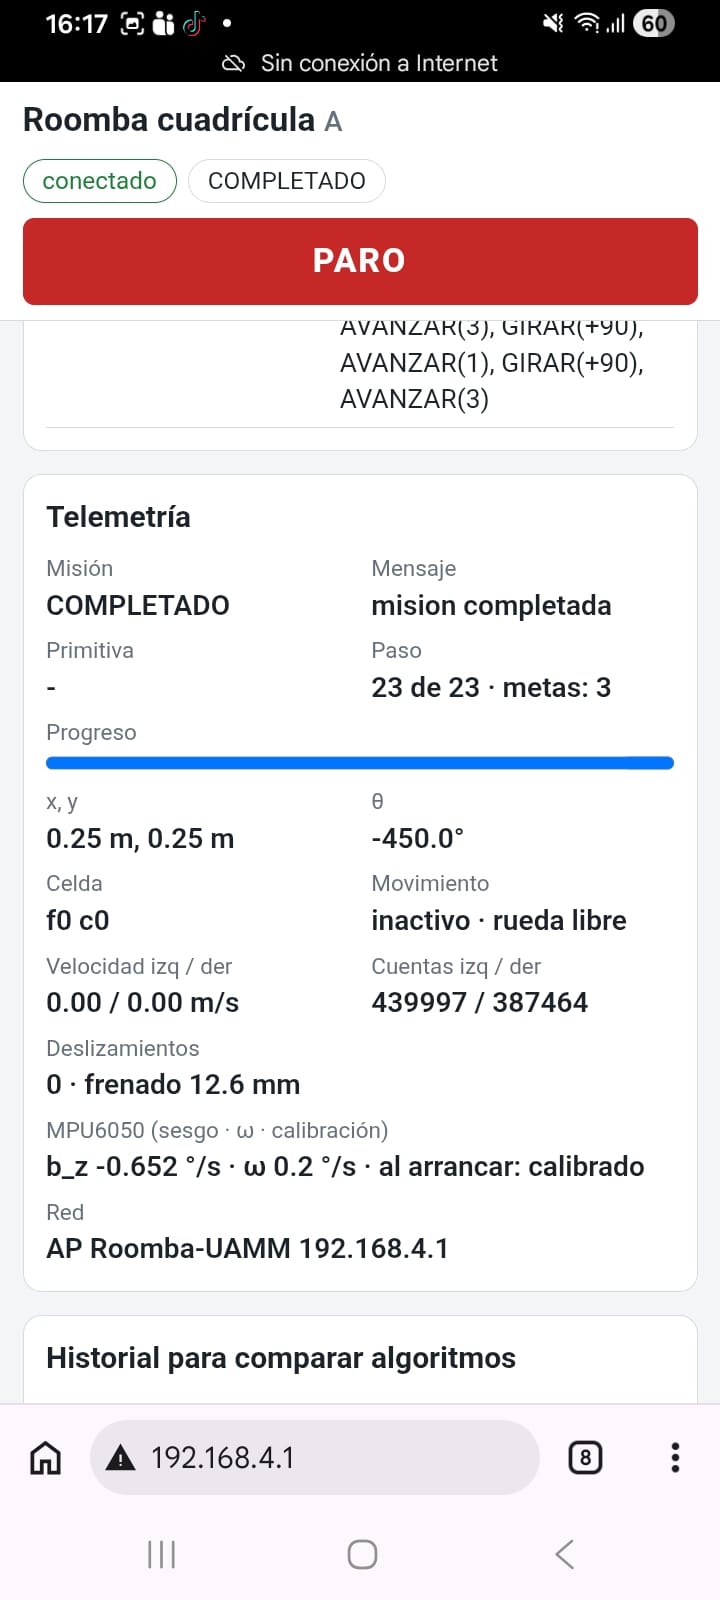 16:17
60
Sin conexión a Internet
Roomba cuadrícula A
conectado
COMPLETADO
PARO
AVANZAR(3), GIRAR(+90),
AVANZAR(1), GIRAR(+90),
AVANZAR(3)
Telemetría
Misión
COMPLETADO
Mensaje
mision completada
Primitiva
-
Paso
23 de 23 · metas: 3
Progreso
x, y
0.25 m, 0.25 m
θ
-450.0°
Celda
f0 c0
Movimiento
inactivo · rueda libre
Velocidad izq / der
0.00 / 0.00 m/s
Cuentas izq / der
439997 / 387464
Deslizamientos
0 · frenado 12.6 mm
MPU6050 (sesgo · ω · calibración)
b_z -0.652 °/s · ω 0.2 °/s · al arrancar: calibrado
Red
AP Roomba-UAMM 192.168.4.1
Historial para comparar algoritmos
192.168.4.1
8